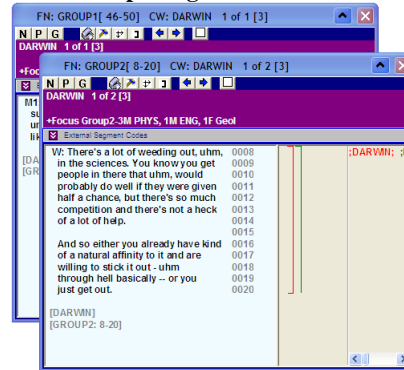 FN: GROUP1[ 46-50] CW: DARWIN 1 of 1 [3]
N P G
DARWIN 1 of 1 [3]
+Foc
M1
su
lik
[DA
[GR
FN: GROUP2[ 8-20] CW: DARWIN 1 of 2 [3]
N P G
DARWIN 1 of 2 [3]
+Focus Group2-3M PHYS, 1M ENG, 1F Geol
External Segment Codes
W: There's a lot of weeding out, uhm, 0008
in the sciences. You know you get 0009
people in there that uhm, would 0010
probably do well if they were given 0011
half a chance, but there's so much 0012
competition and there's not a heck 0013
of a lot of help. 0014
0015
And so either you already have kind 0016
of a natural affinity to it and are 0017
willing to stick it out - uhm 0018
through hell basically -- or you 0019
just get out. 0020
;DARWIN; ;
[DARWIN]
[GROUP2: 8-20]